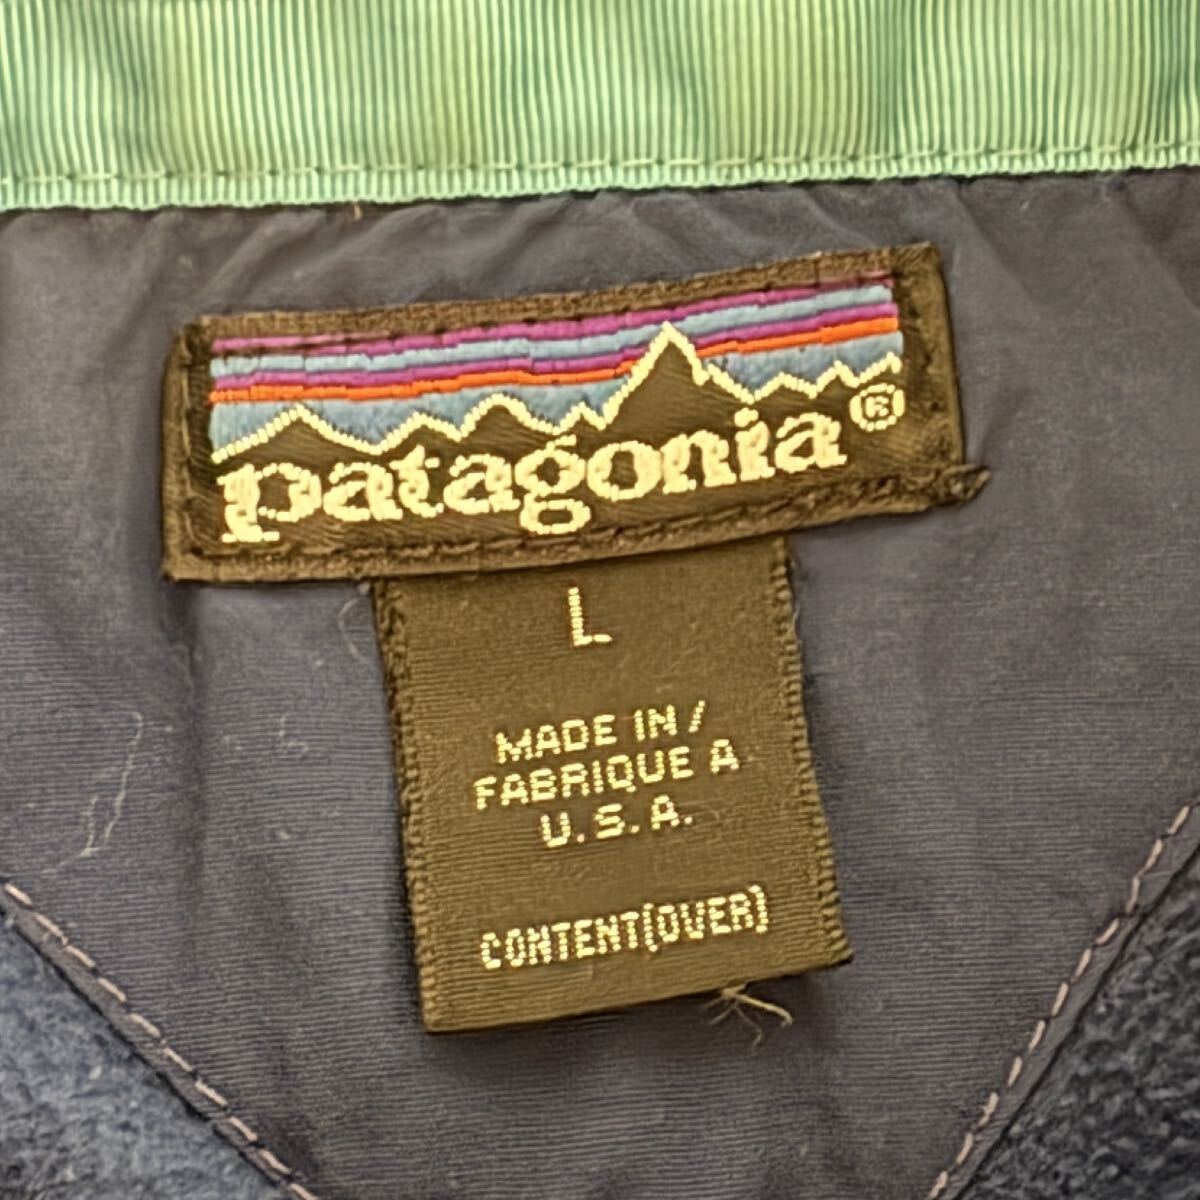 patagonia®
L
MADE IN /
FABRIQUE A
U.S.A.
CONTENT(OVER)